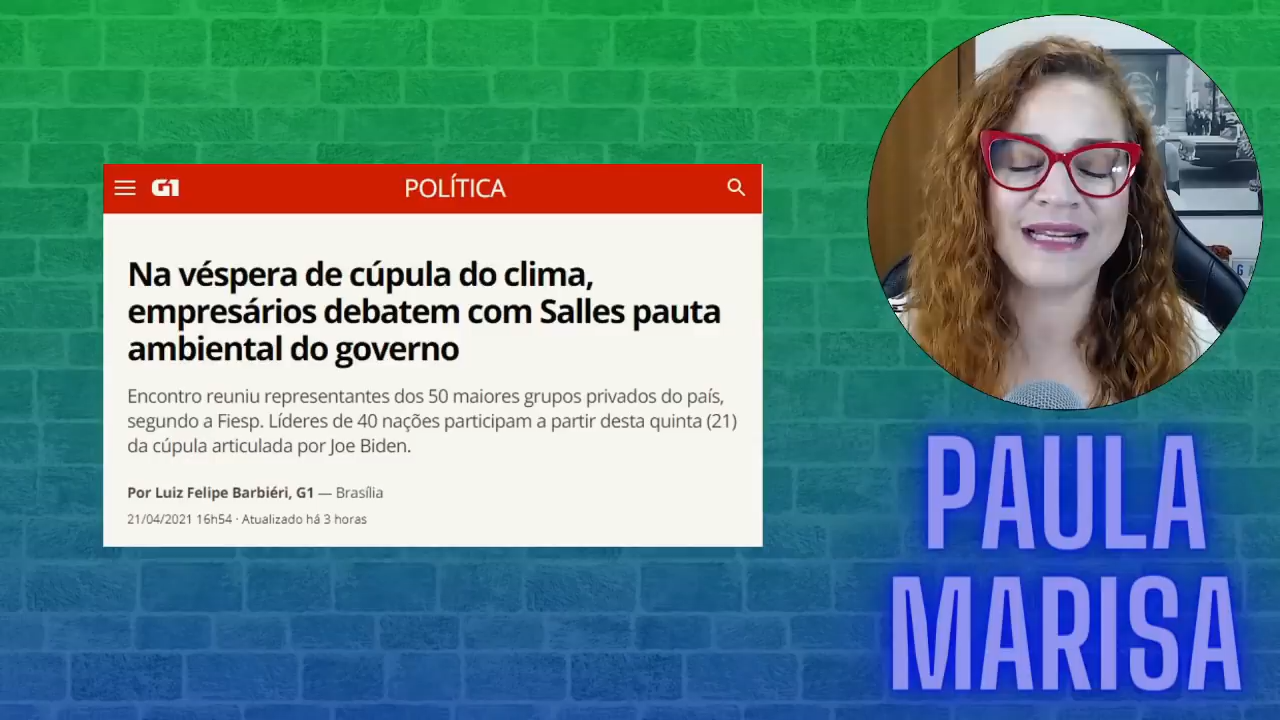 G1
POLÍTICA
Na véspera de cúpula do clima,
empresários debatem com Salles pauta
ambiental do governo
Encontro reuniu representantes dos 50 maiores grupos privados do país,
segundo a Fiesp. Líderes de 40 nações participam a partir desta quinta (21)
da cúpula articulada por Joe Biden.
Por Luiz Felipe Barbiéri, G1 — Brasília
21/04/2021 16h54 · Atualizado há 3 horas
PAULA
MARISA